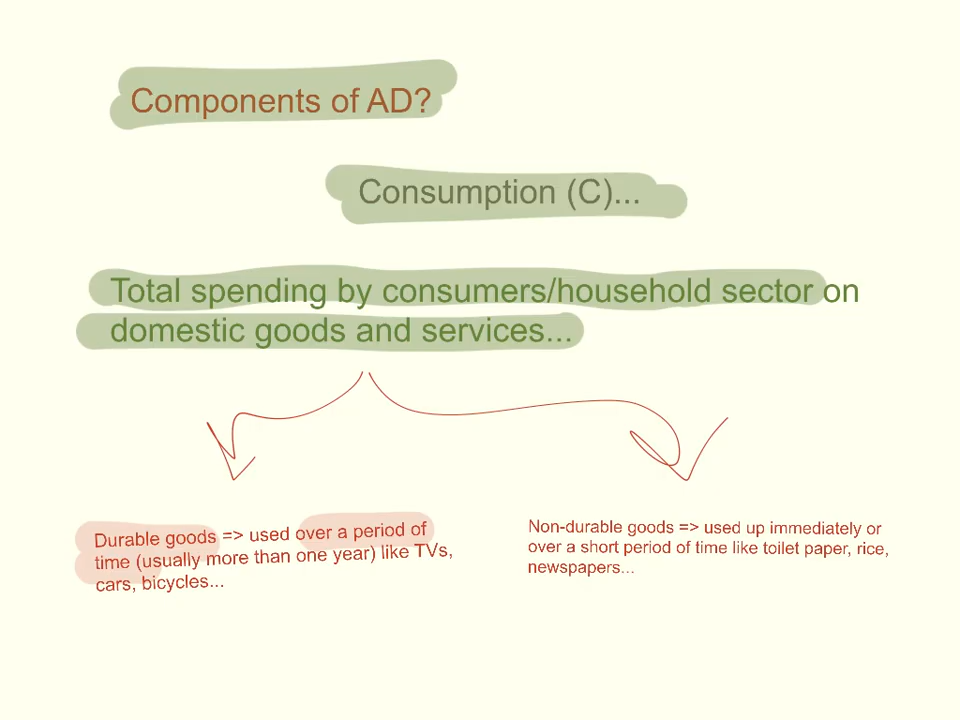 Components of AD?
Consumption (C)...
Total spending by consumers/household sector on
domestic goods and services...
Durable goods => used over a period of
time (usually more than one year) like TVs,
cars, bicycles...
Non-durable goods => used up immediately or
over a short period of time like toilet paper, rice,
newspapers...